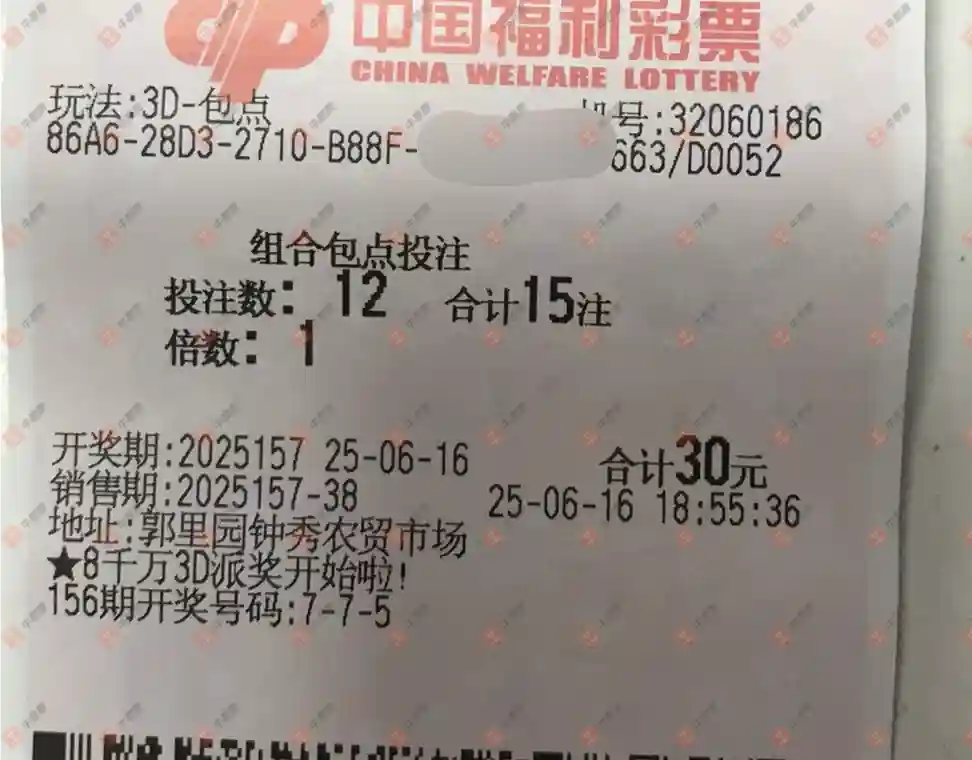 中国福利彩票
CHINA WELFARE LOTTERY
玩法:3D-包点
号:32060186
86A6-28D3-2710-B88F-
663/D0052
组合包点投注
投注数: 12 合计15注
倍数: 1
开奖期:2025157 25-06-16
合计30元
销售期:2025157-38
25-06-16 18:55:36
地址:郭里园钟秀农贸市场
★8千万3D派奖开始啦!
156期开奖号码:7-7-5